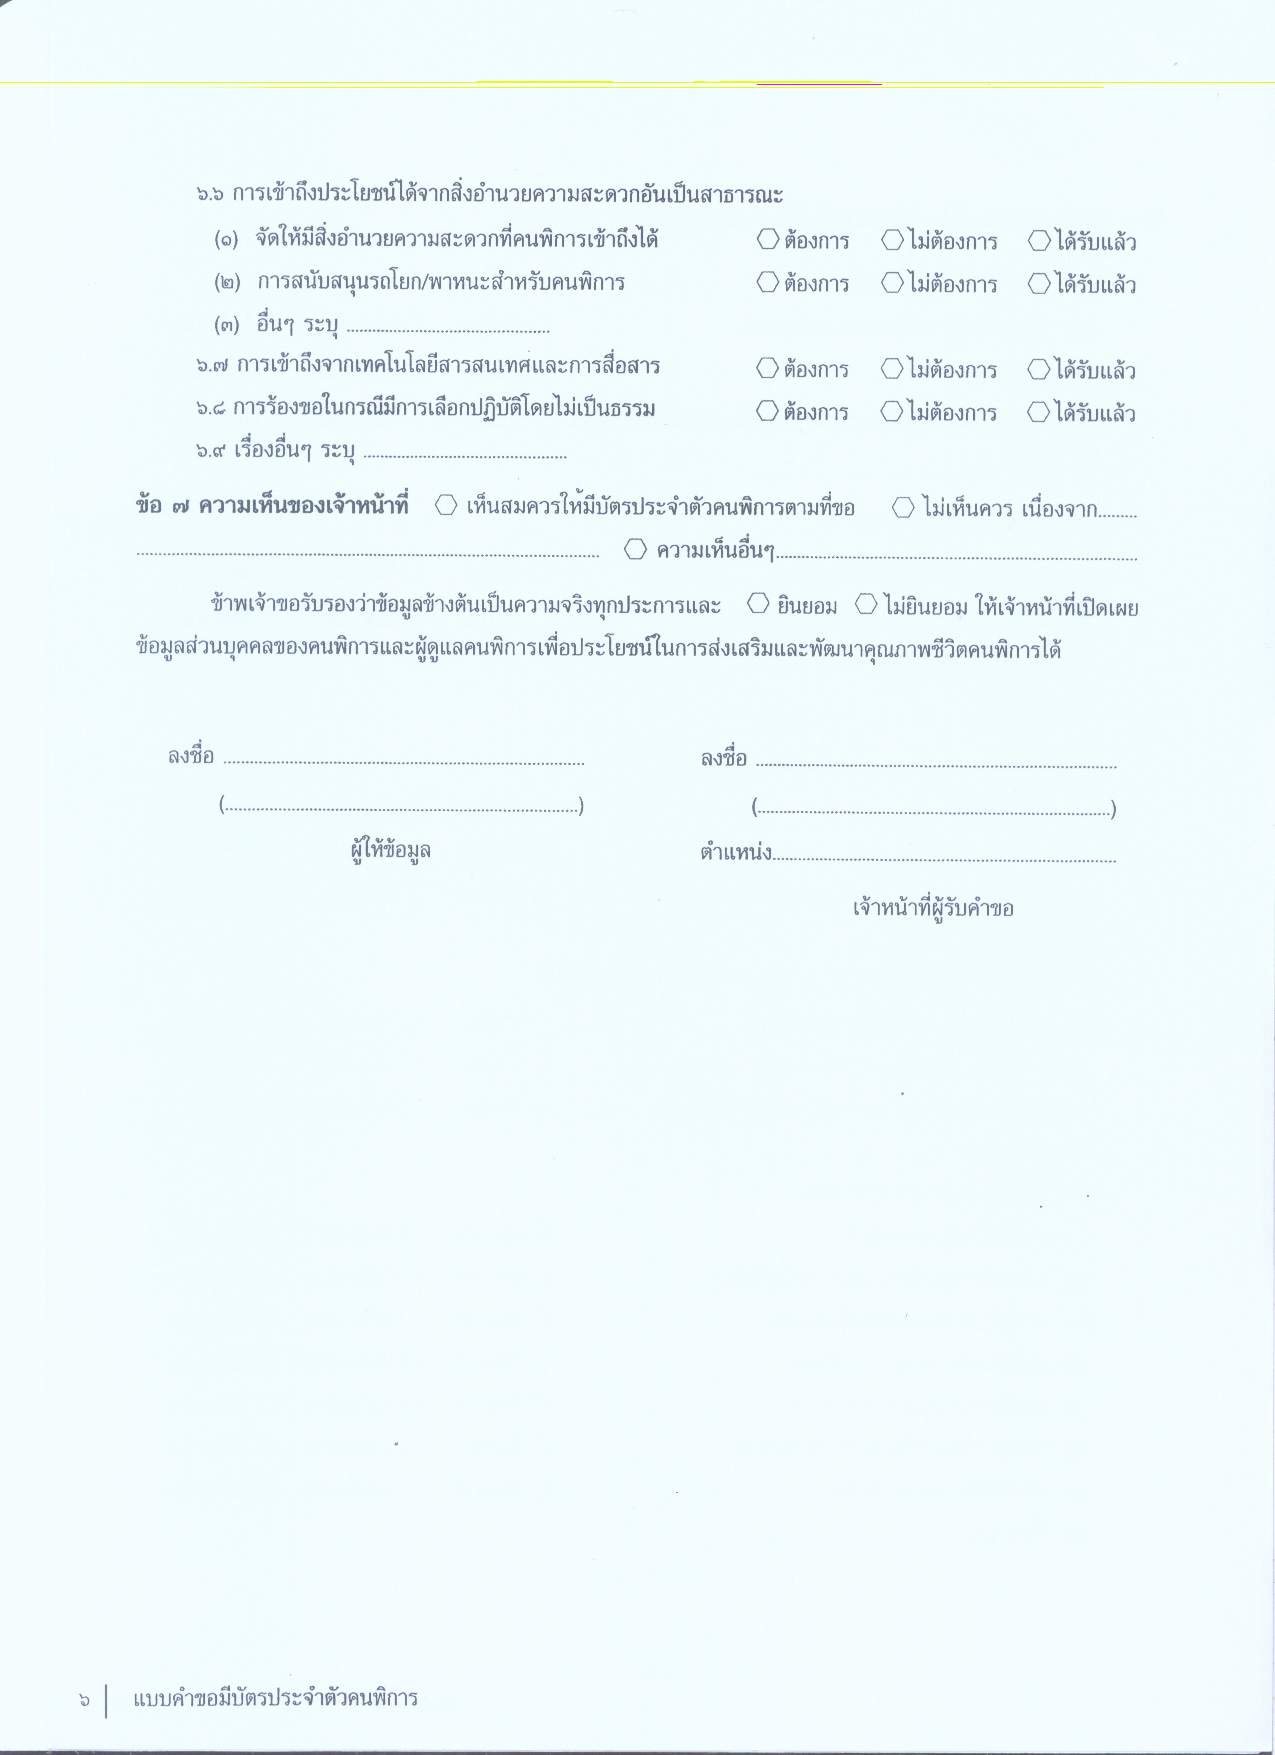 ๖.๖ การเข้าถึงประโยชน์ได้จากสิ่งอำนวยความสะดวกอันเป็นสาธารณะ
(๑) จัดให้มีสิ่งอำนวยความสะดวกที่คนพิการเข้าถึงได้ ต้องการ ไม่ต้องการ ได้รับแล้ว
(๒) การสนับสนุนรถโยก/พาหนะสำหรับคนพิการ ต้องการ ไม่ต้องการ ได้รับแล้ว
(๓) อื่นๆ ระบุ ................................................
๖.๗ การเข้าถึงจากเทคโนโลยีสารสนเทศและการสื่อสาร ต้องการ ไม่ต้องการ ได้รับแล้ว
๖.๘ การร้องขอในกรณีมีการเลือกปฏิบัติโดยไม่เป็นธรรม ต้องการ ไม่ต้องการ ได้รับแล้ว
๖.๙ เรื่องอื่นๆ ระบุ ................................................
ข้อ ๗ ความเห็นของเจ้าหน้าที่ เห็นสมควรให้มีบัตรประจำตัวคนพิการตามที่ขอ ไม่เห็นควร เนื่องจาก.........
............................................................................................................. ความเห็นอื่นๆ.....................................................................................
ข้าพเจ้าขอรับรองว่าข้อมูลข้างต้นเป็นความจริงทุกประการและ ยินยอม ไม่ยินยอม ให้เจ้าหน้าที่เปิดเผย
ข้อมูลส่วนบุคคลของคนพิการและผู้ดูแลคนพิการเพื่อประโยชน์ในการส่งเสริมและพัฒนาคุณภาพชีวิตคนพิการได้
ลงชื่อ ..................................................................................... ลงชื่อ .....................................................................................
(...................................................................................) (...................................................................................)
ผู้ให้ข้อมูล ตำแหน่ง.................................................................................
เจ้าหน้าที่ผู้รับคำขอ
๖ | แบบคำขอมีบัตรประจำตัวคนพิการ